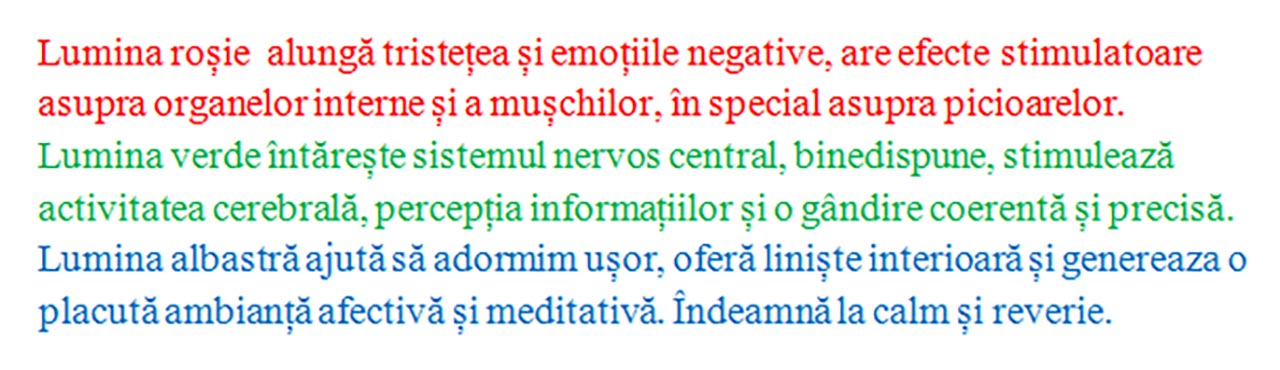 Lumina roșie alungă tristețea și emoțiile negative, are efecte stimulatoare
asupra organelor interne și a mușchilor, în special asupra picioarelor.
Lumina verde întărește sistemul nervos central, binedispune, stimulează
activitatea cerebrală, percepția informațiilor și o gândire coerentă și precisă.
Lumina albastră ajută să adormim ușor, oferă liniște interioară și genereaza o
placută ambianță afectivă și meditativă. Îndeamnă la calm și reverie.